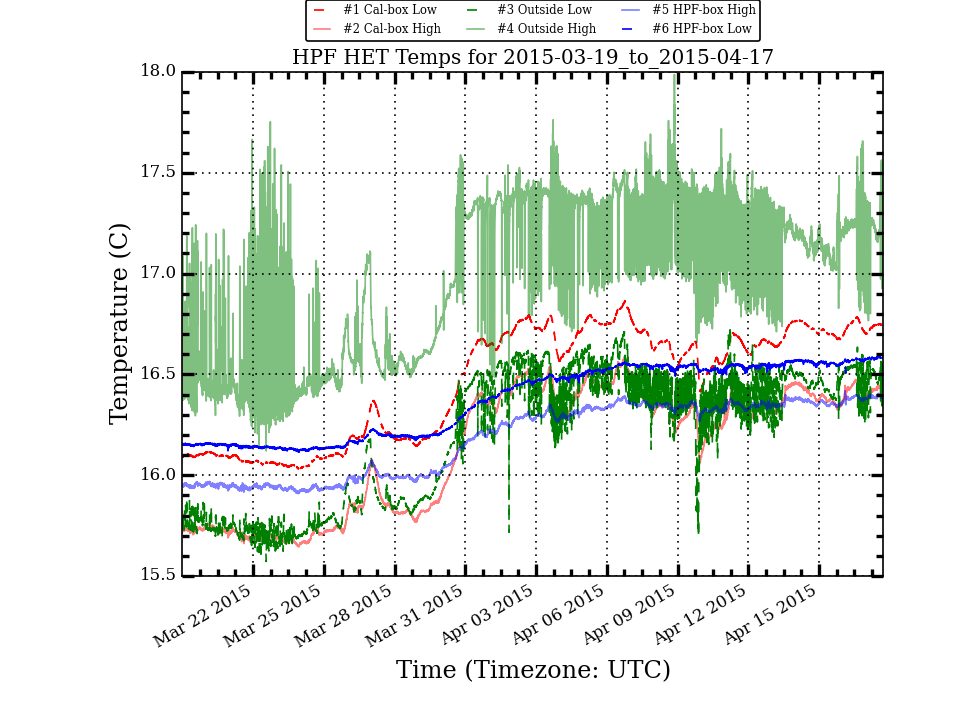 #1 Cal-box Low #3 Outside Low #5 HPF-box High
#2 Cal-box High #4 Outside High #6 HPF-box Low
HPF HET Temps for 2015-03-19_to_2015-04-17
18.0
17.5
17.0
16.5
16.0
15.5
Temperature (C)
Mar 22 2015 Mar 25 2015 Mar 28 2015 Mar 31 2015 Apr 03 2015 Apr 06 2015 Apr 09 2015 Apr 12 2015 Apr 15 2015
Time (Timezone: UTC)